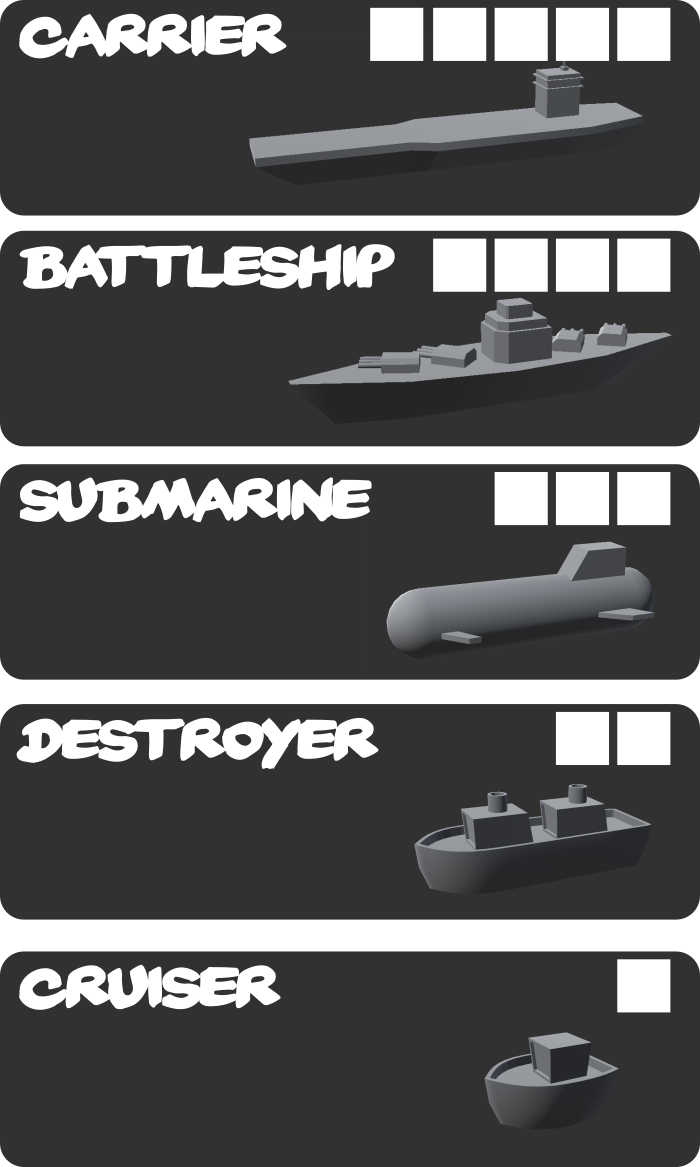 CARRIER
BATTLESHIP
SUBMARINE
DESTROYER
CRUISER